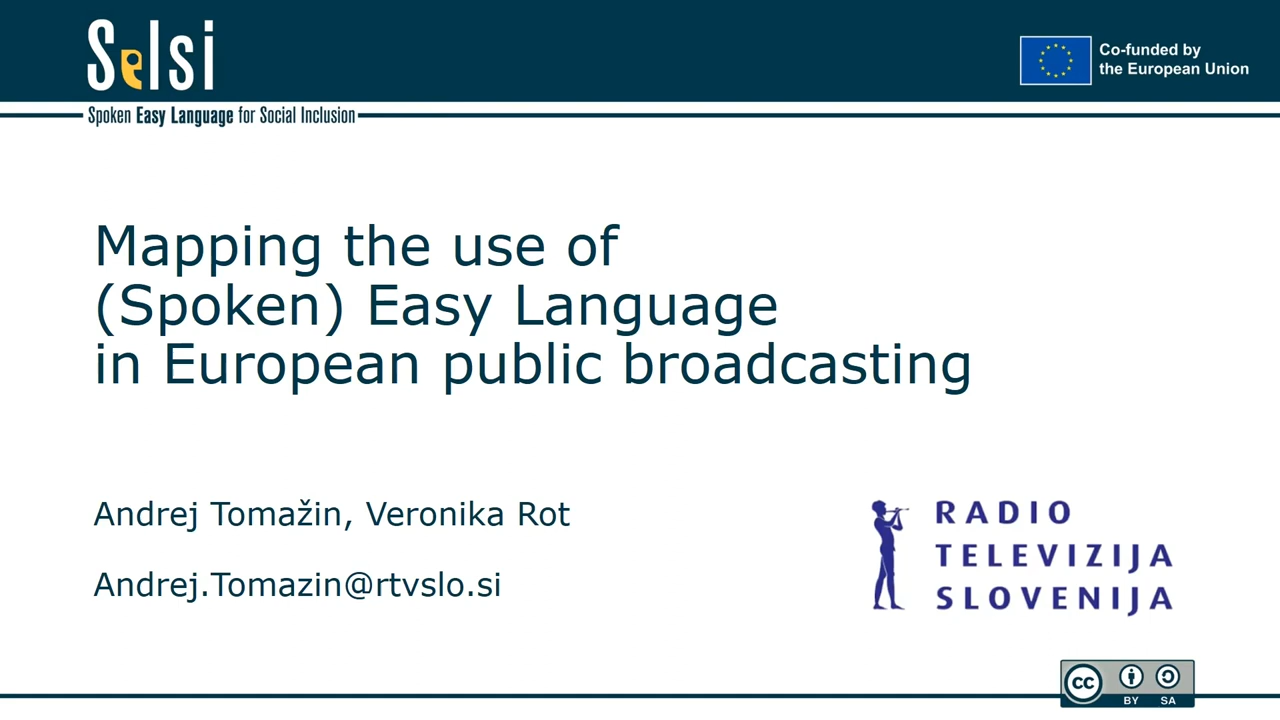 Selsi
Co-funded by
the European Union
Spoken Easy Language for Social Inclusion
Mapping the use of
(Spoken) Easy Language
in European public broadcasting
Andrej Tomažin, Veronika Rot
Andrej.Tomazin@rtvslo.si
RADIO
TELEVIZIJA
SLOVENIJA
CC BY SA